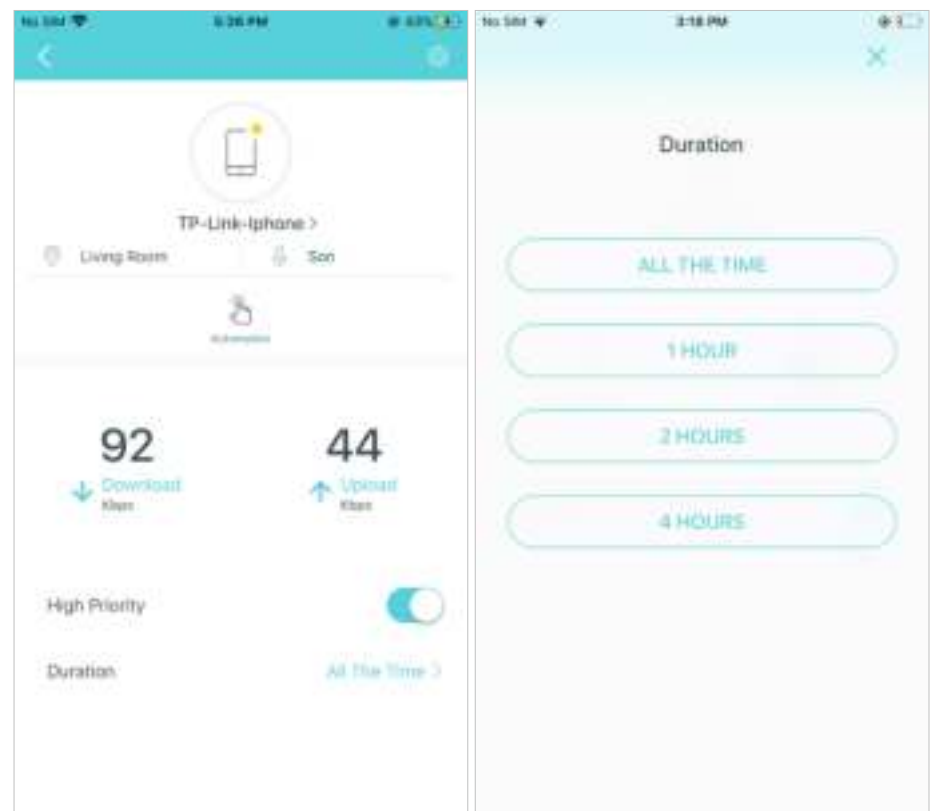 No SIM 5:26 PM 63%
TP-Link-Iphone >
Living Room Son
Automation
92 44
Download Upload
Kbps Kbps
High Priority
Duration All The Time >
No SIM 3:18 PM
Duration
ALL THE TIME
1 HOUR
2 HOURS
4 HOURS